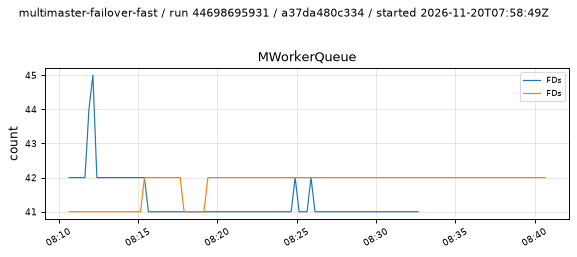 multimaster-failover-fast / run 44698695931 / a37da480c334 / started 2026-11-20T07:58:49Z
MWorkerQueue
count
45
44
43
42
41
FDs
FDs
08:10
08:15
08:20
08:25
08:30
08:35
08:40